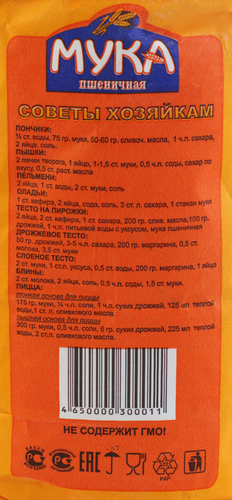 МУКА
пшеничная
СОВЕТЫ ХОЗЯЙКАМ
ПОНЧИКИ:
¼ ст. воды, 75 гр. муки, 50-60 гр. сливоч. масла, 1 ч.л. сахара,
2 яйца, соль.
ПЫШКИ:
2 пачки творога, 1 яйцо, 1-1,5 ст. муки, 0,5 ч.л. соды, сахар по
вкусу, 0,5 ст. раст. масла
ПЕЛЬМЕНИ:
2 яйца, 1 ст. воды, 2 ст. муки, соль.
ОЛАДЬИ:
1 ст. кефира, 2 яйца, сода, соль, 3 ст.л. сахара, 1 стакан муки
ТЕСТО НА ПИРОЖКИ:
2 яйца, 2 ст. кефира, 1 ст. сахара, 200 гр. слив. масла,100 гр.
дрожжей, 1 ч.л. питьевой воды с уксусом, мука пшеничная
ДРОЖЖЕВОЕ ТЕСТО:
50 гр. дрожжей, 3-5 ч.л. сахара, 200 гр. маргарина, 0,5 ст.
молока, 3,5 ст. муки
СЛОЕНОЕ ТЕСТО:
2 ст. муки, 1 ст.л. уксуса, 0,5 ст. воды, 200 гр. маргарина, 1 яйцо
БЛИНЫ:
2 ст. молока, 2 яйца, соль, 0,5 ч.л. соды, 1,5 ст. муки.
ПИЦЦА:
тонкая основа для пиццы
175 гр. муки, ¼ ч.л. соли, 1 ч.л. сухих дрожжей, 125 мл теплой
воды,1 ст. л. оливкового масла.
пышная основа для пиццы
300 гр. муки, 0,5 ч.л. соли, 6 гр. сухих дрожжей, 225 мл теплой
воды, 2 ст.л. оливкового масла.
4 650000 300011
НЕ СОДЕРЖИТ ГМО!
РСТ РСТ EAC PAP